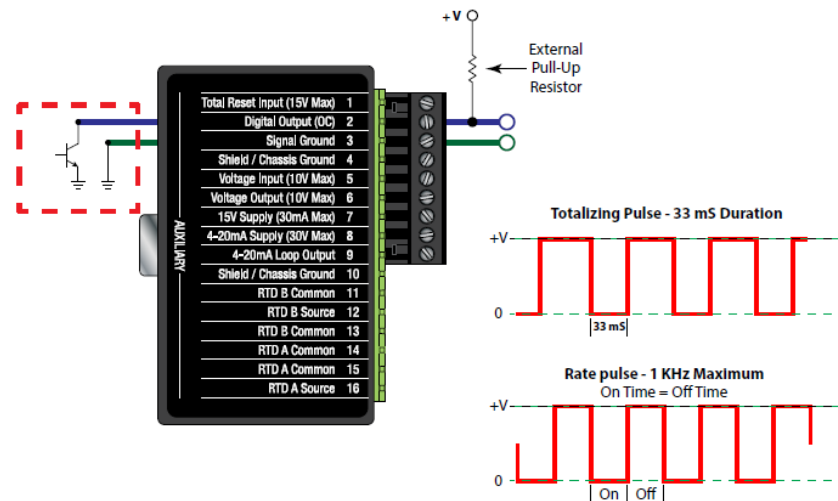 +V
External
Pull-Up
Resistor
Total Reset Input (15V Max) 1
Digital Output (OC) 2
Signal Ground 3
Shield / Chassis Ground 4
Voltage Input (10V Max) 5
Voltage Output (10V Max) 6
15V Supply (30mA Max) 7
4-20mA Supply (30V Max) 8
4-20mA Loop Output 9
Shield / Chassis Ground 10
RTD B Common 11
RTD B Source 12
RTD B Common 13
RTD A Common 14
RTD A Common 15
RTD A Source 16
AUXILIARY
Totalizing Pulse - 33 mS Duration
+V
0
33 mS
Rate pulse - 1 KHz Maximum
On Time = Off Time
+V
0
On Off